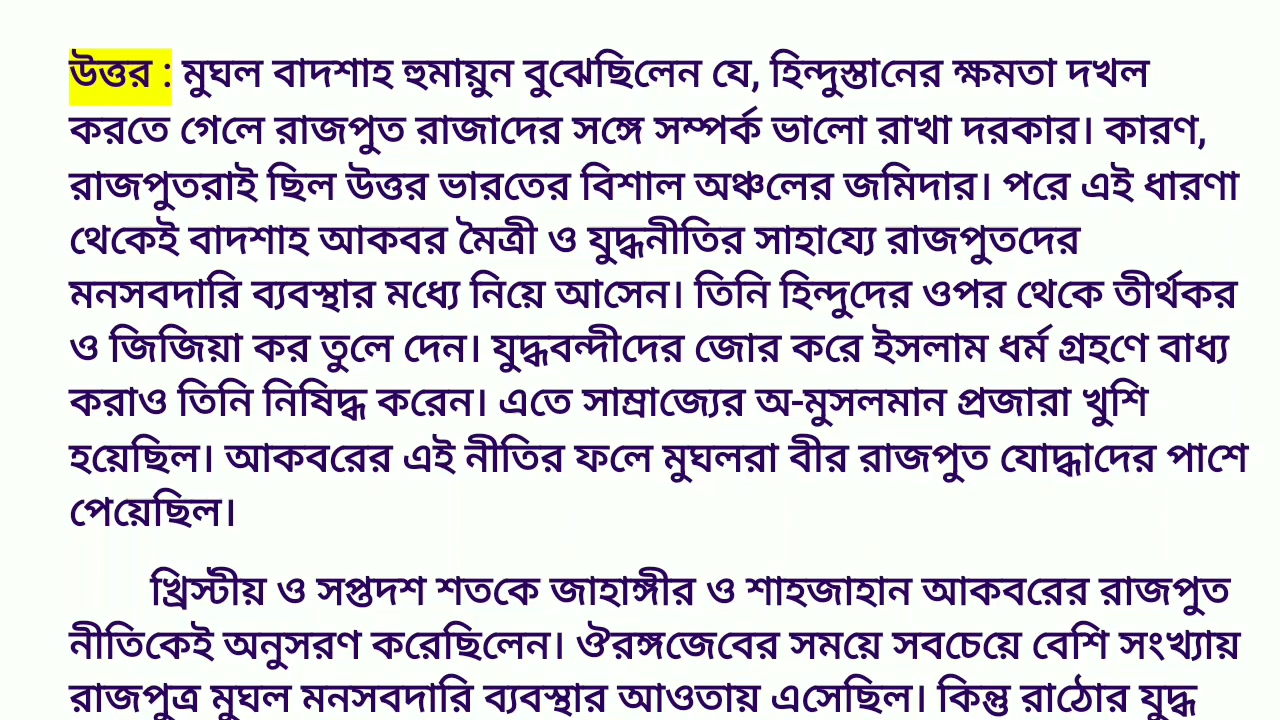 উত্তর : মুঘল বাদশাহ হুমায়ুন বুঝেছিলেন যে, হিন্দুস্তানের ক্ষমতা দখল
করতে গেলে রাজপুত রাজাদের সঙ্গে সম্পর্ক ভালো রাখা দরকার। কারণ,
রাজপুতরাই ছিল উত্তর ভারতের বিশাল অঞ্চলের জমিদার। পরে এই ধারণা
থেকেই বাদশাহ আকবর মৈত্রী ও যুদ্ধনীতির সাহায্যে রাজপুতদের
মনসবদারি ব্যবস্থার মধ্যে নিয়ে আসেন। তিনি হিন্দুদের ওপর থেকে তীর্থকর
ও জিজিয়া কর তুলে দেন। যুদ্ধবন্দীদের জোর করে ইসলাম ধর্ম গ্রহণে বাধ্য
করাও তিনি নিষিদ্ধ করেন। এতে সাম্রাজ্যের অ-মুসলমান প্রজারা খুশি
হয়েছিল। আকবরের এই নীতির ফলে মুঘলরা বীর রাজপুত যোদ্ধাদের পাশে
পেয়েছিল।
খ্রিস্টীয় ও সপ্তদশ শতকে জাহাঙ্গীর ও শাহজাহান আকবরের রাজপুত
নীতিকেই অনুসরণ করেছিলেন। ঔরঙ্গজেবের সময়ে সবচেয়ে বেশি সংখ্যায়
রাজপুত্র মুঘল মনসবদারি ব্যবস্থার আওতায় এসেছিল। কিন্তু রাঠোর যুদ্ধ